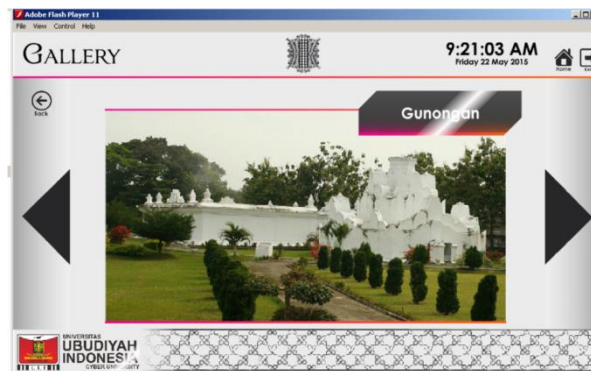 Adobe Flash Player 11
File View Control Help
GALLERY
9:21:03 AM
Friday 22 May 2015
Home
Back
Gunongan
UNIVERSITAS
UBUDIYAH
INDONESIA
CYBER UNIVERSITY